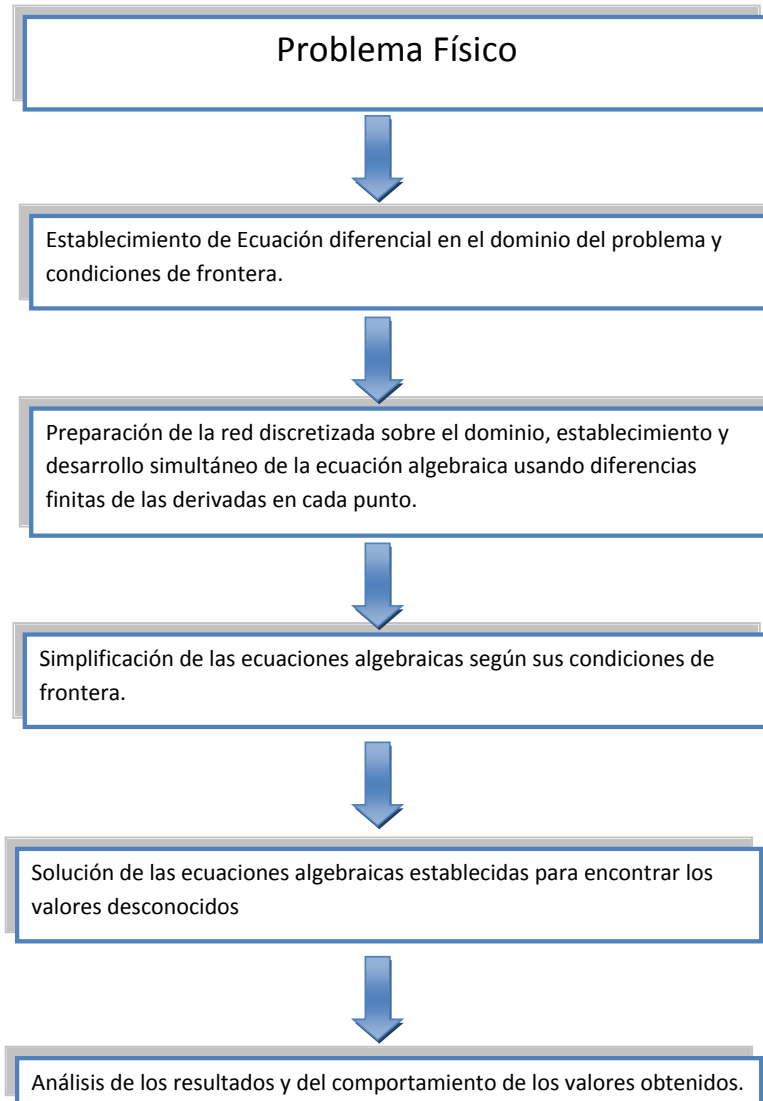 Problema Físico
Establecimiento de Ecuación diferencial en el dominio del problema y
condiciones de frontera.
Preparación de la red discretizada sobre el dominio, establecimiento y
desarrollo simultáneo de la ecuación algebraica usando diferencias
finitas de las derivadas en cada punto.
Simplificación de las ecuaciones algebraicas según sus condiciones de
frontera.
Solución de las ecuaciones algebraicas establecidas para encontrar los
valores desconocidos
Análisis de los resultados y del comportamiento de los valores obtenidos.